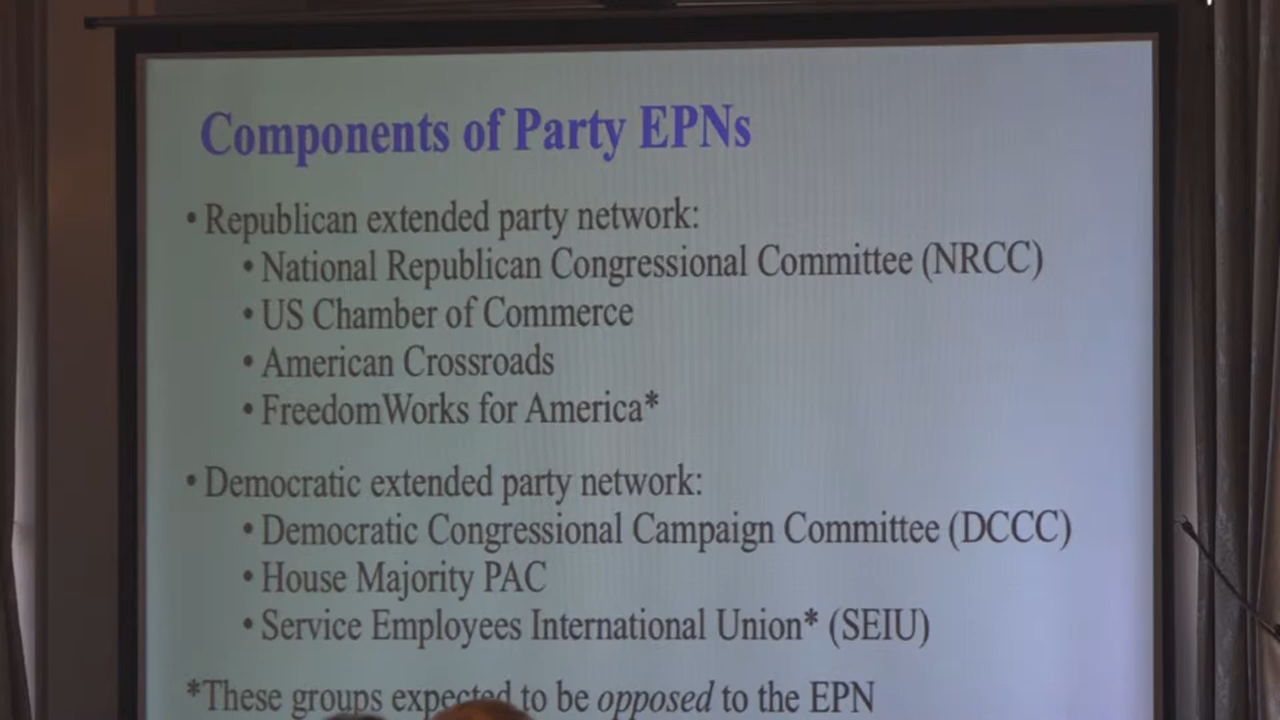 Components of Party EPNs
• Republican extended party network:
• National Republican Congressional Committee (NRCC)
• US Chamber of Commerce
• American Crossroads
• FreedomWorks for America*
• Democratic extended party network:
• Democratic Congressional Campaign Committee (DCCC)
• House Majority PAC
• Service Employees International Union* (SEIU)
*These groups expected to be opposed to the EPN